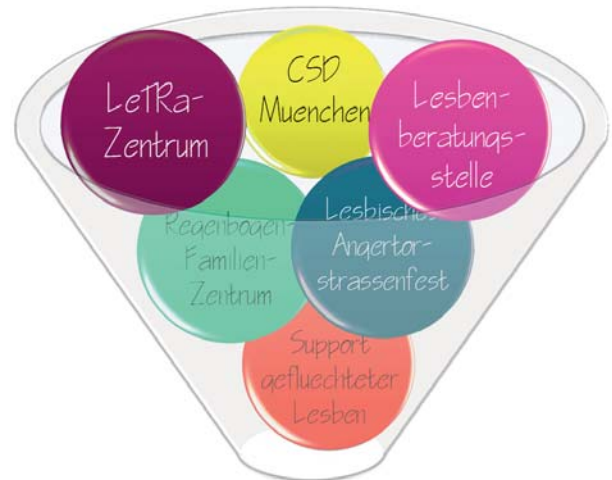 LeTRa-
Zentrum
CSD
Muenchen
Lesben-
beratungs-
stelle
Regenbogen-
Familien-
Zentrum
Lesbisches
Angertor-
strassenfest
Support
gefluechteter
Lesben